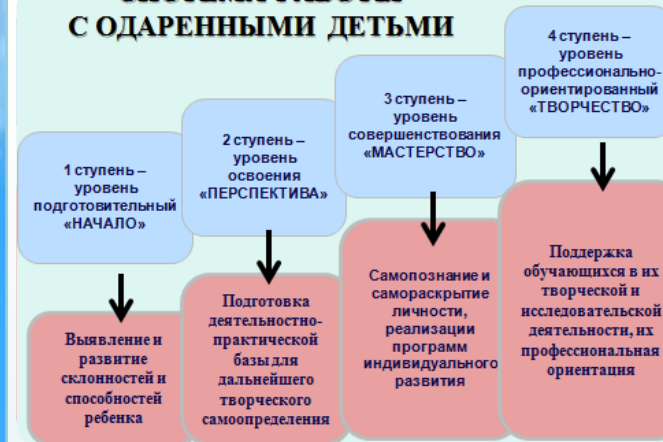 С ОДАРЕННЫМИ ДЕТЬМИ
1 ступень –
уровень
подготовительный
«НАЧАЛО»
2 ступень –
уровень
освоения
«ПЕРСПЕКТИВА»
3 ступень –
уровень
совершенствования
«МАСТЕРСТВО»
4 ступень –
уровень
профессионально-
ориентированный
«ТВОРЧЕСТВО»
Выявление и
развитие
склонностей и
способностей
ребенка
Подготовка
деятельностно-
практической
базы для
дальнейшего
творческого
самоопределения
Самопознание и
самораскрытие
личности,
реализации
программ
индивидуального
развития
Поддержка
обучающихся в их
творческой и
исследовательской
деятельности, их
профессиональная
ориентация